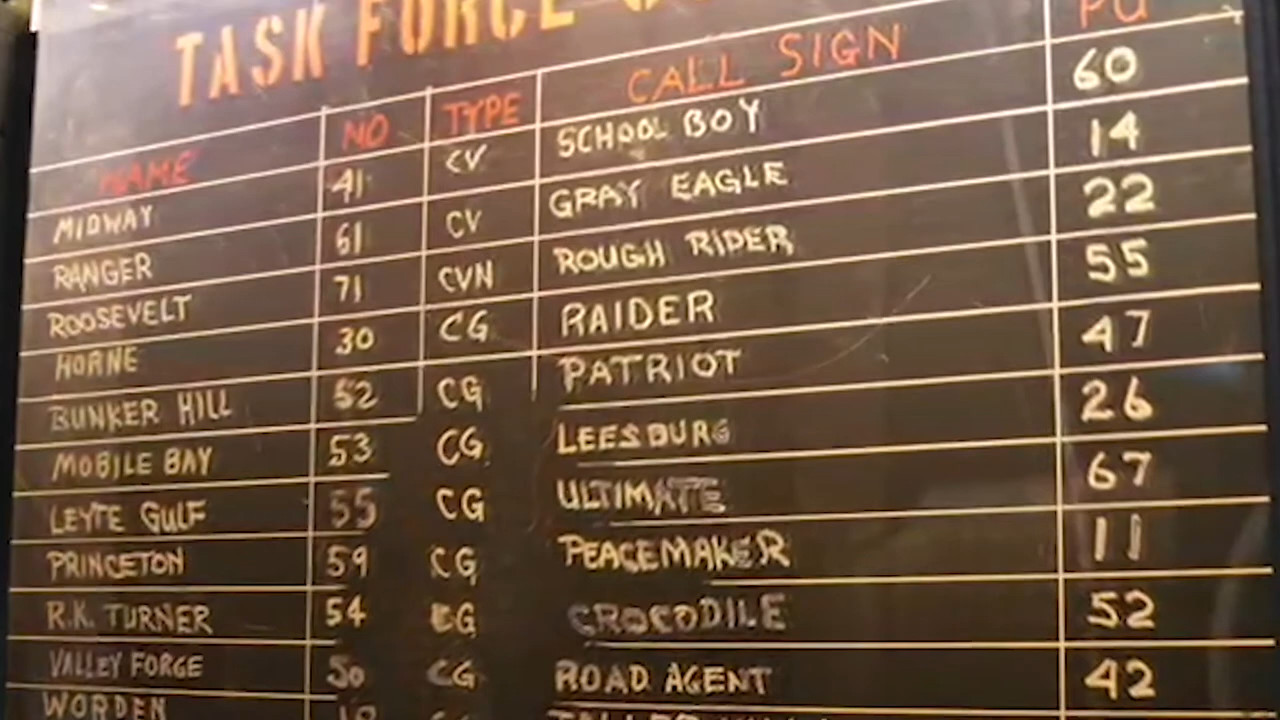 TASK FORCE
NAME NO TYPE CALL SIGN PU
MIDWAY 41 CV SCHOOL BOY 60
RANGER 61 CV GRAY EAGLE 14
ROOSEVELT 71 CVN ROUGH RIDER 22
HORNE 30 CG RAIDER 55
BUNKER HILL 52 CG PATRIOT 47
MOBILE BAY 53 CG LEESBURG 26
LEYTE GULF 55 CG ULTIMATE 67
PRINCETON 59 CG PEACEMAKER 11
R.K. TURNER 54 CG CROCODILE 52
VALLEY FORGE 50 CG ROAD AGENT 42
WORDEN 18 CG